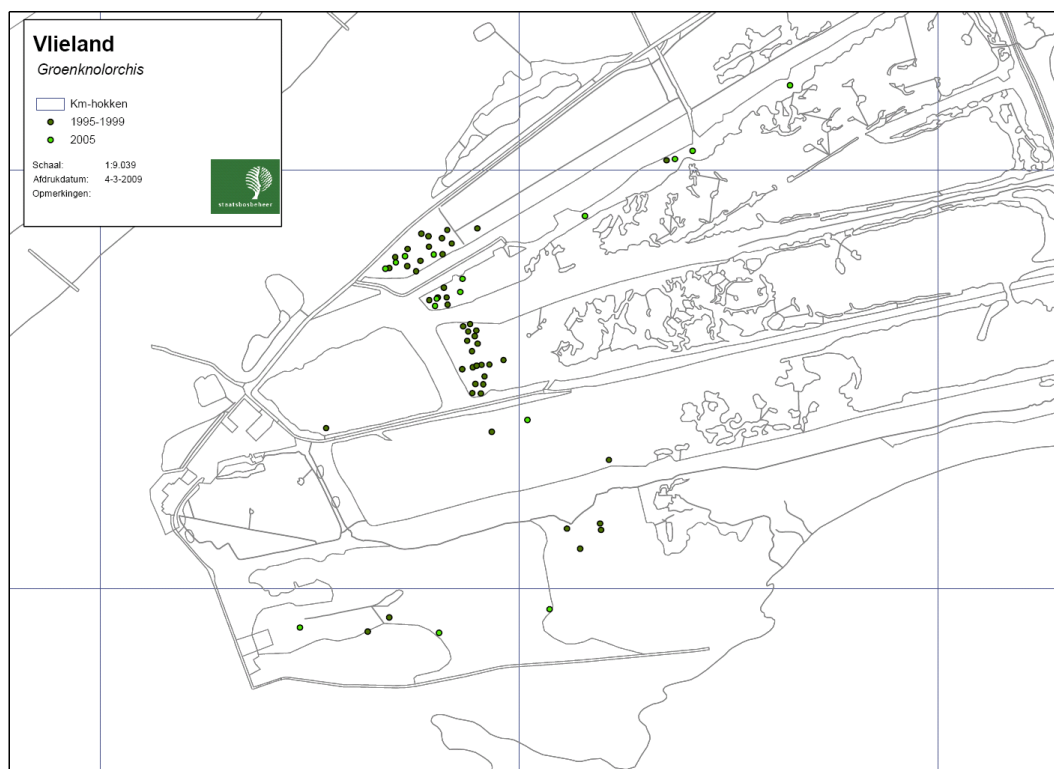 Vlieland
Groenknolorchis
Km-hokken
1995-1999
2005
Schaal: 1:9.039
Afdrukdatum: 4-3-2009
Opmerkingen:
staatsbosbeheer